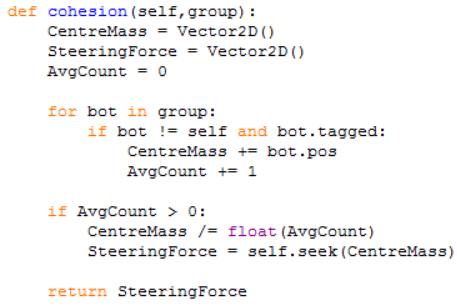 def cohesion(self,group):
    CentreMass = Vector2D()
    SteeringForce = Vector2D()
    AvgCount = 0

    for bot in group:
        if bot != self and bot.tagged:
            CentreMass += bot.pos
            AvgCount += 1

    if AvgCount > 0:
        CentreMass /= float(AvgCount)
        SteeringForce = self.seek(CentreMass)

    return SteeringForce